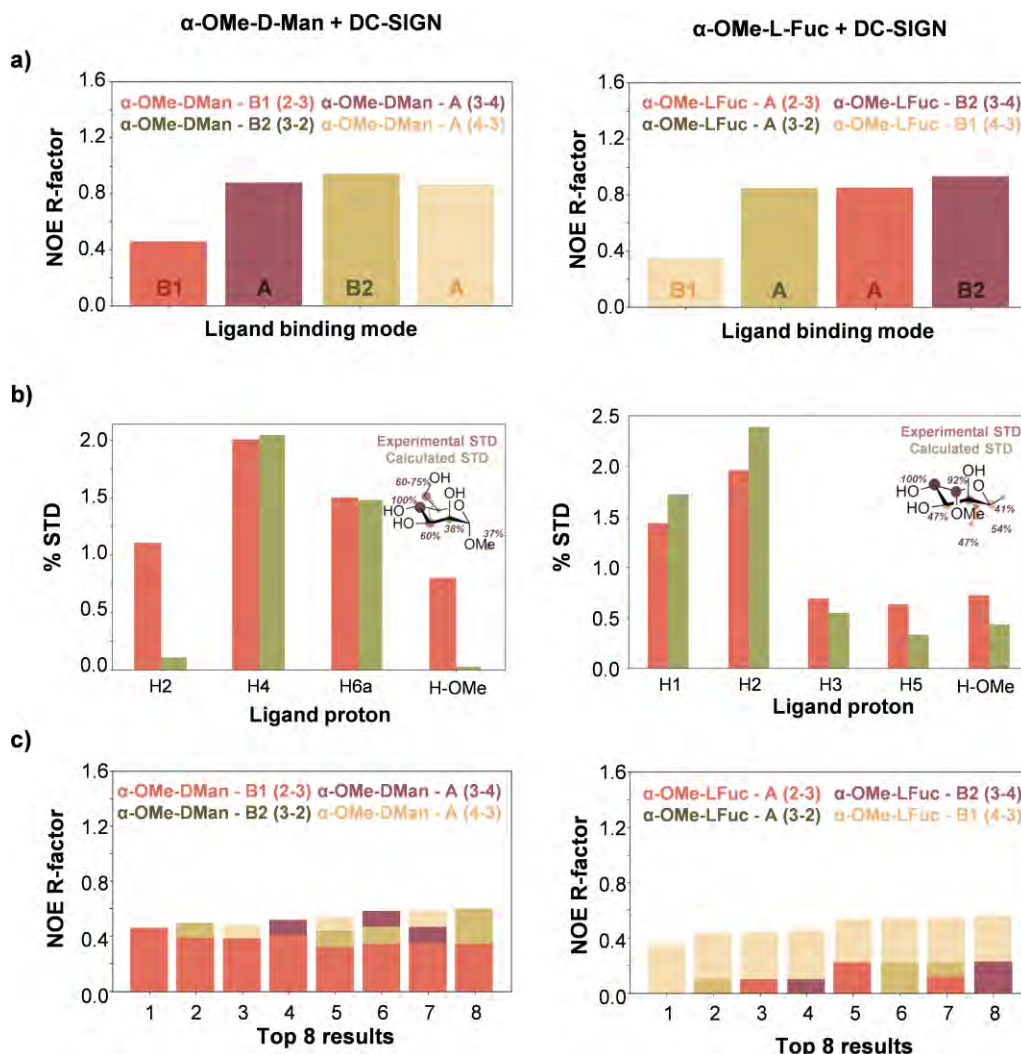 α-OMe-D-Man + DC-SIGN
α-OMe-L-Fuc + DC-SIGN
a)
NOE R-factor
1.6
1.2
0.8
0.4
0.0
α-OMe-DMan - B1 (2-3) α-OMe-DMan - A (3-4)
α-OMe-DMan - B2 (3-2) α-OMe-DMan - A (4-3)
B1 A B2 A
Ligand binding mode
NOE R-factor
1.6
1.2
0.8
0.4
0.0
α-OMe-LFuc - A (2-3) α-OMe-LFuc - B2 (3-4)
α-OMe-LFuc - A (3-2) α-OMe-LFuc - B1 (4-3)
B1 A A B2
Ligand binding mode
b)
% STD
2.0
1.5
1.0
0.5
0.0
Experimental STD
Calculated STD
60-75% OH
100% OH
HO
HO
60% 36% 37%
OMe
H2 H4 H6a H-OMe
Ligand proton
% STD
2.5
2.0
1.5
1.0
0.5
0.0
Experimental STD
Calculated STD
100% 92% OH
HO
HO
47% OMe 41%
54%
47%
H1 H2 H3 H5 H-OMe
Ligand proton
c)
NOE R-factor
1.6
1.2
0.8
0.4
0.0
α-OMe-DMan - B1 (2-3) α-OMe-DMan - A (3-4)
α-OMe-DMan - B2 (3-2) α-OMe-DMan - A (4-3)
1 2 3 4 5 6 7 8
Top 8 results
NOE R-factor
1.6
1.2
0.8
0.4
0.0
α-OMe-LFuc - A (2-3) α-OMe-LFuc - B2 (3-4)
α-OMe-LFuc - A (3-2) α-OMe-LFuc - B1 (4-3)
1 2 3 4 5 6 7 8
Top 8 results